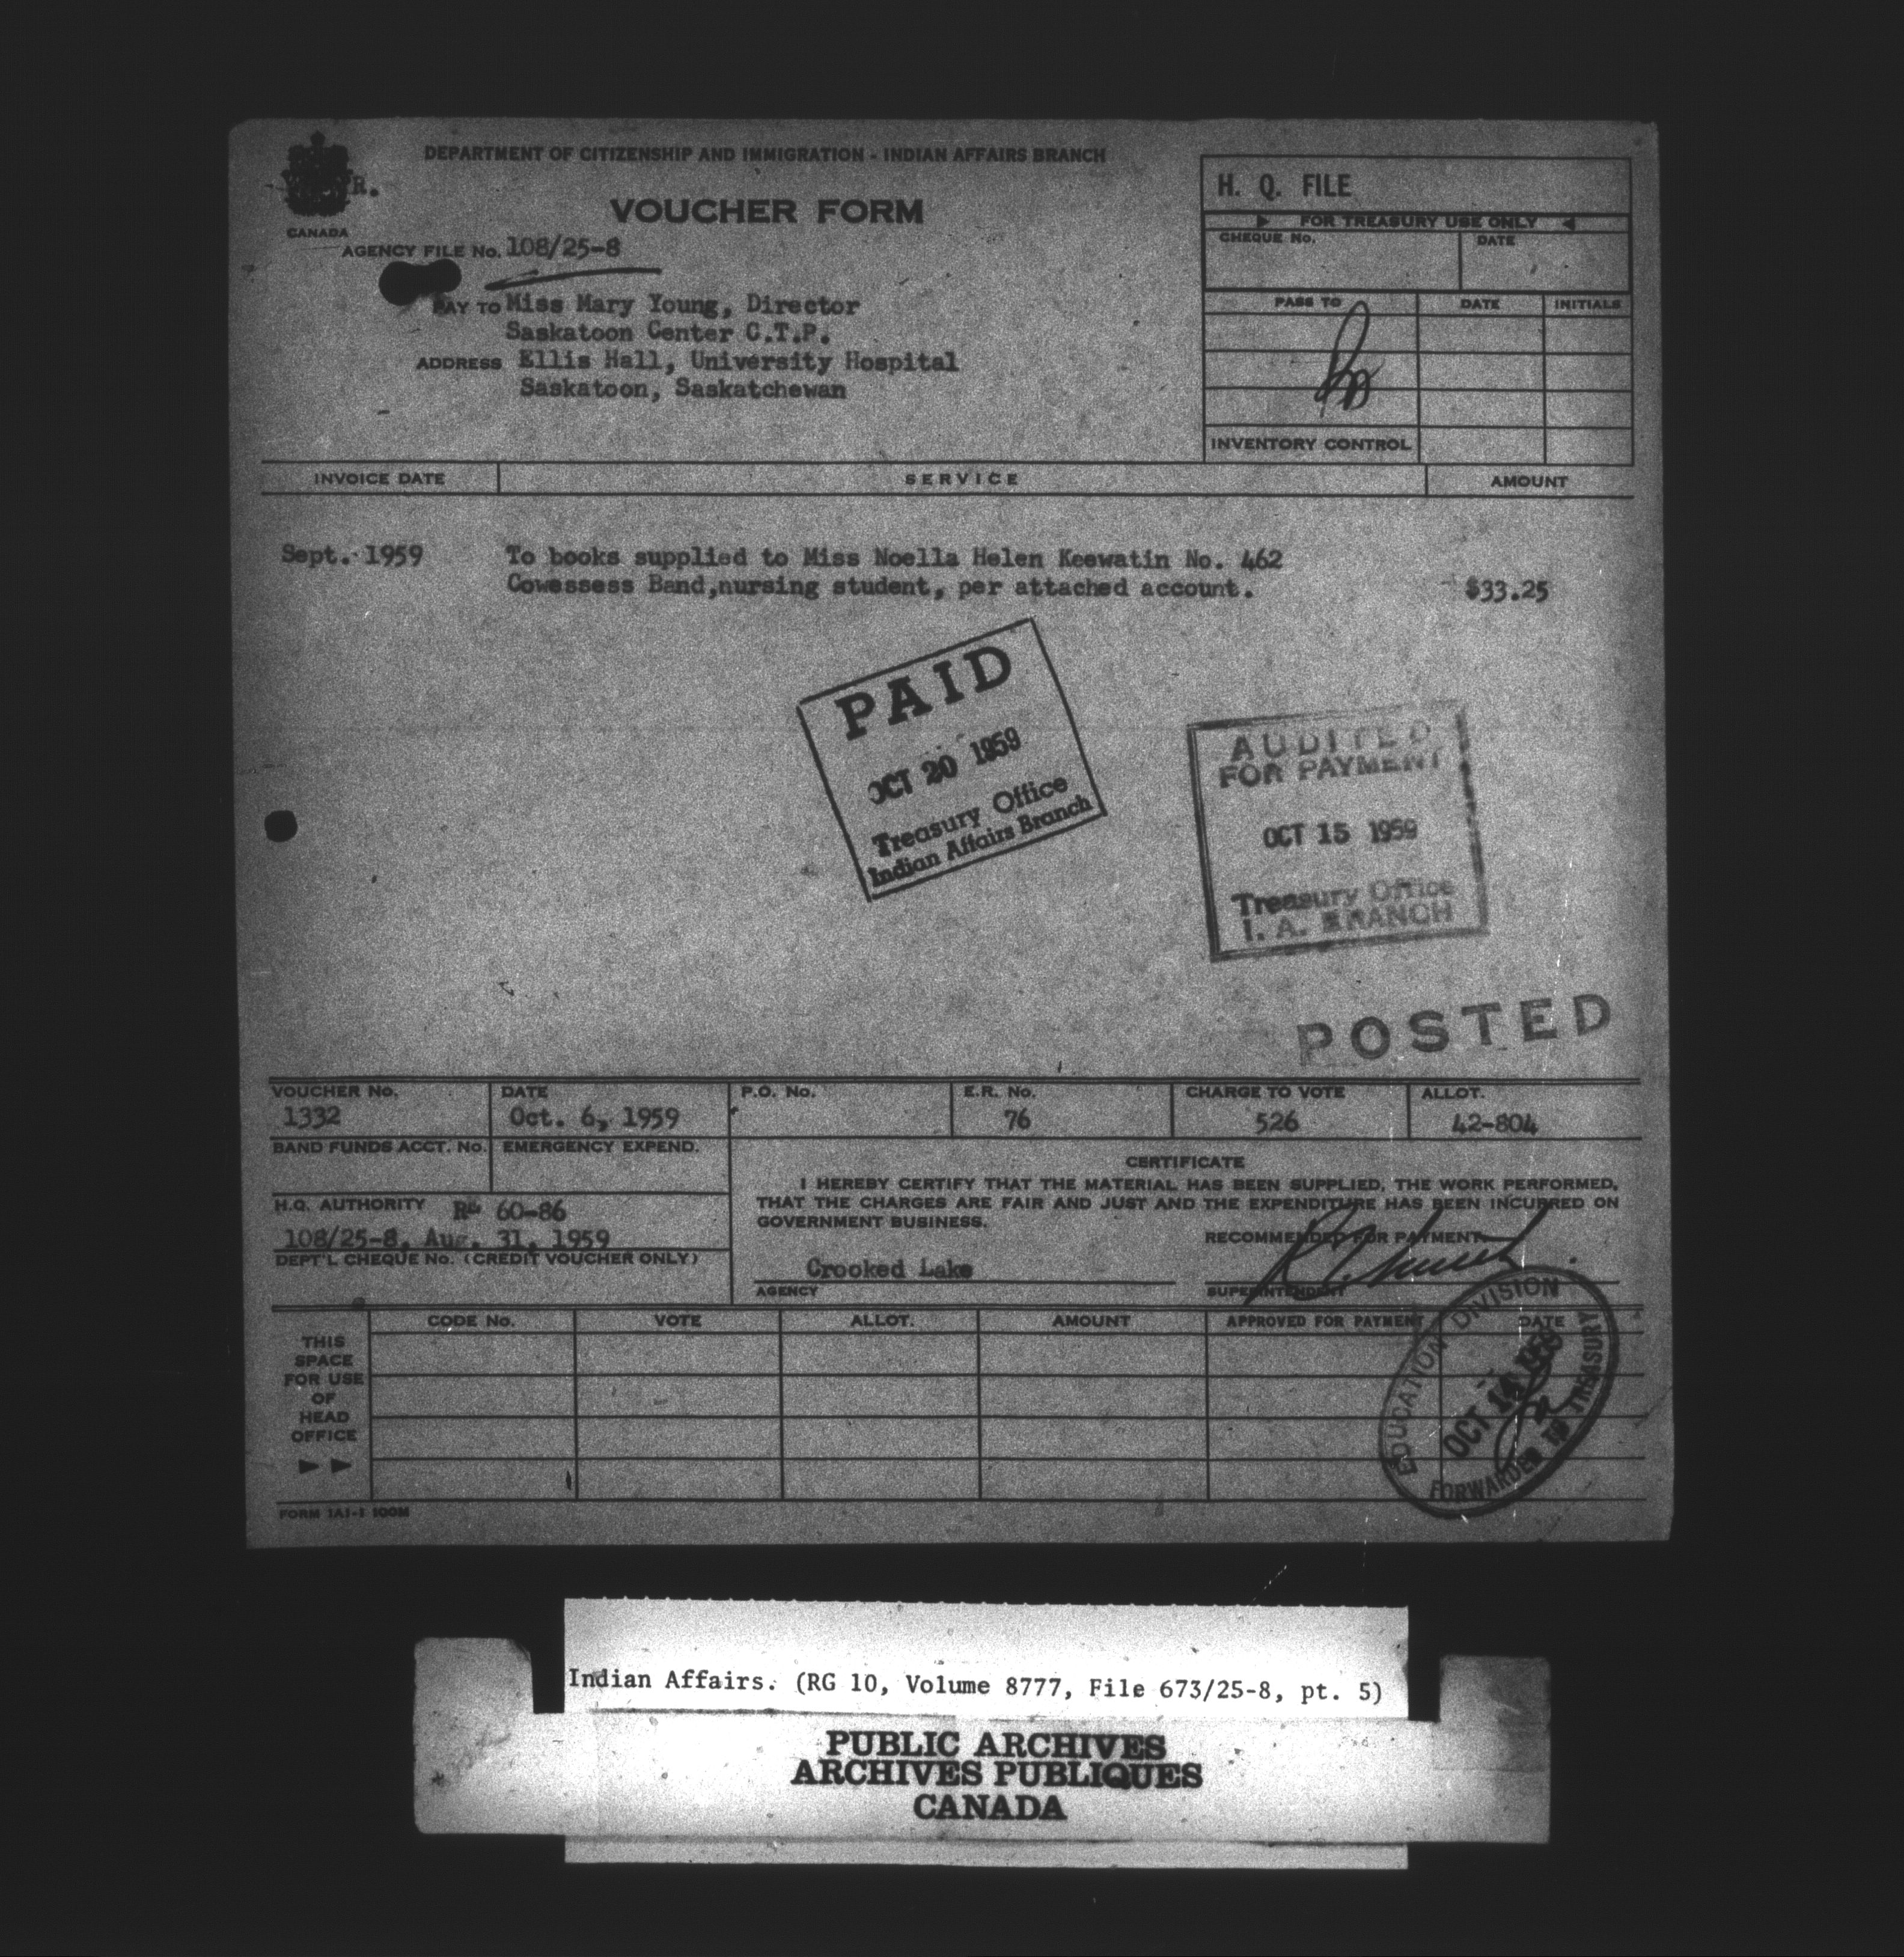 DEPARTMENT OF CITIZENSHIP AND IMMIGRATION - INDIAN AFFAIRS BRANCH
R.
CANADA
VOUCHER FORM
AGENCY FILE No. 108/25-8
PAY TO Miss Mary Young, Director
Saskatoon Center C.T.P.
ADDRESS Ellis Hall, University Hospital
Saskatoon, Saskatchewan
H. Q. FILE
FOR TREASURY USE ONLY
CHEQUE No. DATE
PASS TO DATE INITIALS
INVENTORY CONTROL
INVOICE DATE SERVICE AMOUNT
Sept. 1959 To books supplied to Miss Noella Helen Keewatin No. 462
Cowessess Band,nursing student, per attached account. $33.25
PAID
OCT 20 1959
Treasury Office
Indian Affairs Branch
AUDITED
FOR PAYMENT
OCT 15 1959
Treasury Office
I. A. BRANCH
POSTED
VOUCHER No. DATE P.O. No. E.R. No. CHARGE TO VOTE ALLOT.
1332 Oct. 6, 1959 76 526 42-804
BAND FUNDS ACCT. No. EMERGENCY EXPEND.
H.Q. AUTHORITY 60-86
108/25-8, Aug. 31, 1959
DEPT'L CHEQUE No. (CREDIT VOUCHER ONLY)
CERTIFICATE
I HEREBY CERTIFY THAT THE MATERIAL HAS BEEN SUPPLIED, THE WORK PERFORMED,
THAT THE CHARGES ARE FAIR AND JUST AND THE EXPENDITURE HAS BEEN INCURRED ON
GOVERNMENT BUSINESS.
RECOMMENDED FOR PAYMENT
Crooked Lake
AGENCY SUPERINTENDENT
CODE No. VOTE ALLOT. AMOUNT APPROVED FOR PAYMENT DATE
THIS
SPACE
FOR USE
OF
HEAD
OFFICE
EDUCATION DIVISION
OCT 14 1959
FORWARDED TO TREASURY
FORM 1A1-1 100M
Indian Affairs. (RG 10, Volume 8777, File 673/25-8, pt. 5)
PUBLIC ARCHIVES
ARCHIVES PUBLIQUES
CANADA